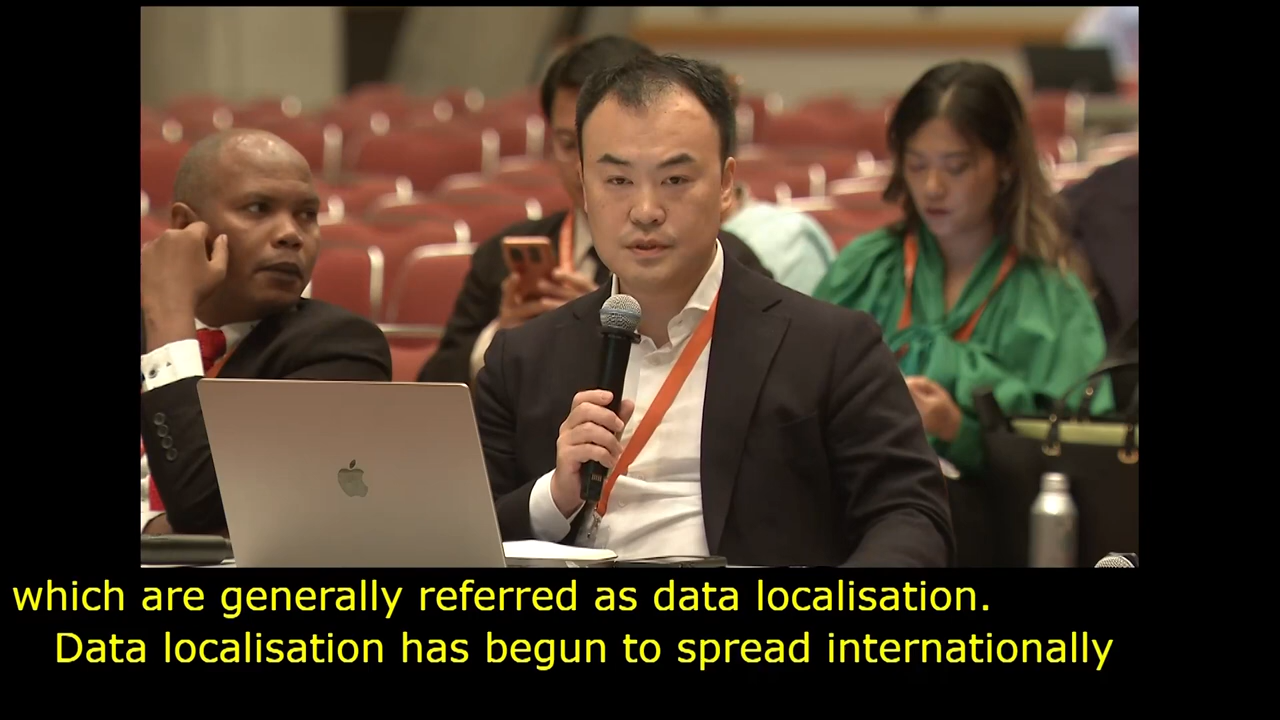 which are generally referred as data localisation.
Data localisation has begun to spread internationally